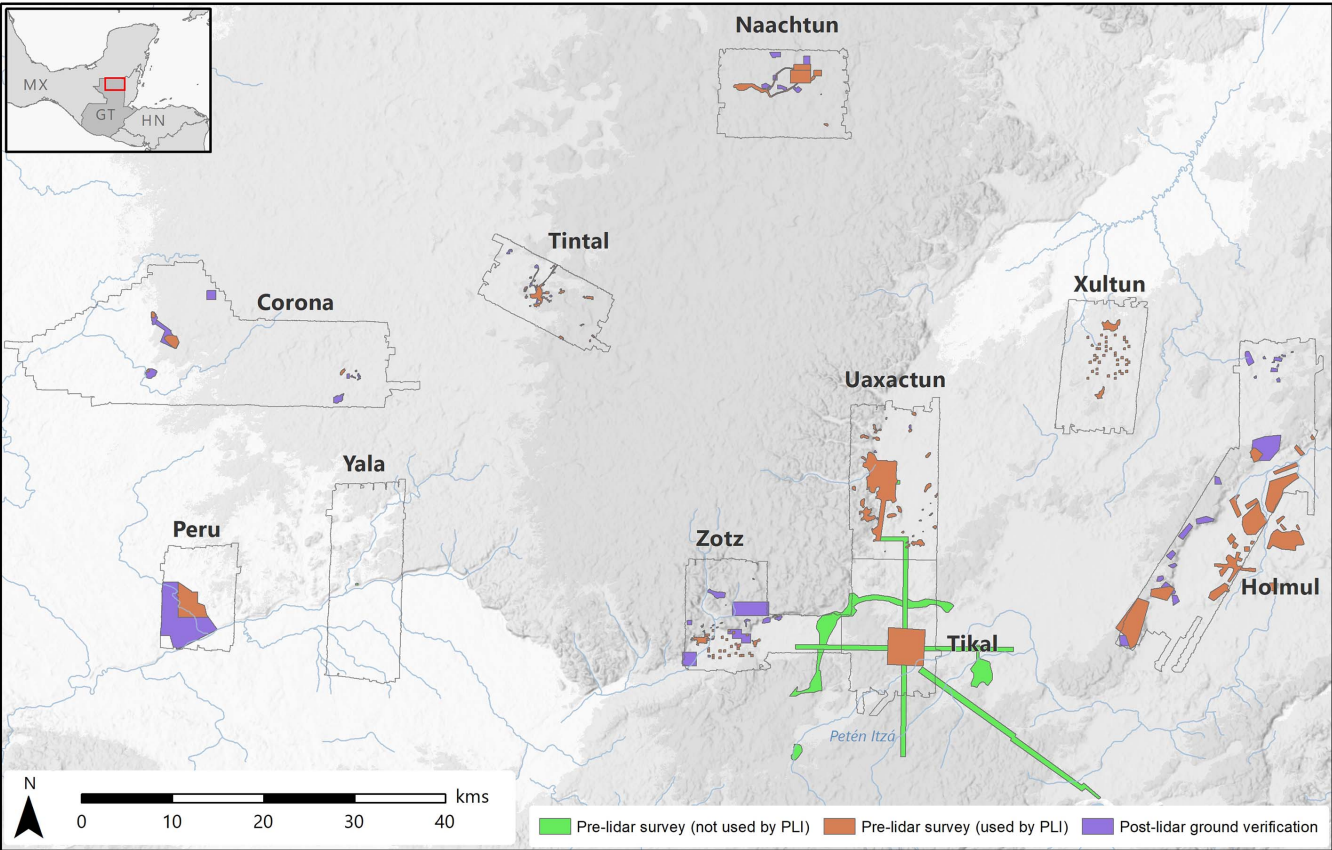 Naachtun
MX
GT
HN
Tintal
Corona
Xultun
Uaxactun
Yala
Peru
Zotz
Holmul
Tikal
Petén Itzá
N
kms
0 10 20 30 40
Pre-lidar survey (not used by PLI) Pre-lidar survey (used by PLI) Post-lidar ground verification